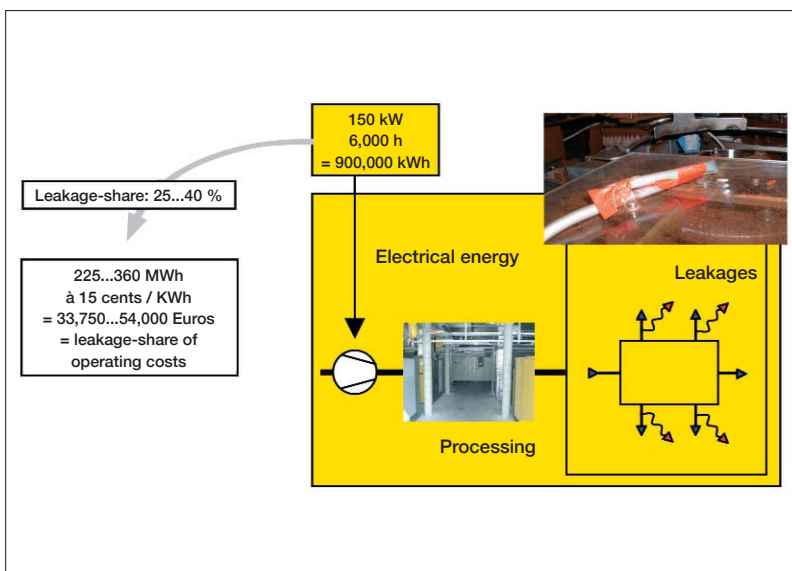 150 kW
6,000 h
= 900,000 kWh
Leakage-share: 25...40 %
225...360 MWh
à 15 cents / KWh
= 33,750...54,000 Euros
= leakage-share of
operating costs
Electrical energy
Leakages
Processing